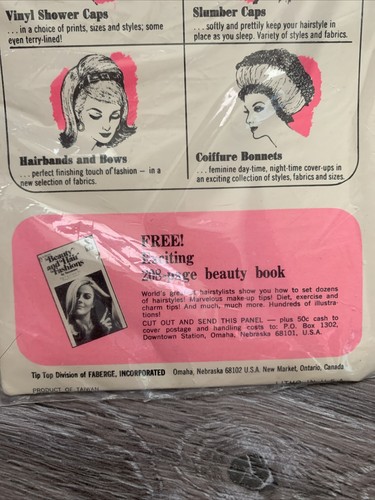 Vinyl Shower Caps
. . . in a choice of prints, sizes and styles; some
even terry-lined!
Slumber Caps
. . . softly and prettily keep your hairstyle in
place as you sleep. Variety of styles and fabrics.
Hairbands and Bows
. . . perfect finishing touch of fashion — in a
new selection of fabrics.
Coiffure Bonnets
. . . feminine day-time, night-time cover-ups in
an exciting collection of styles, fabrics and sizes.
"Beauty"
and "Hair"
Fashions
FREE!
Exciting
208-page beauty book
World's great hairstylists show you how to set dozens
of hairstyles! Marvelous make-up tips! Diet, exercise and
charm tips! And much, much more. Hundreds of illustra-
tions!
CUT OUT AND SEND THIS PANEL — plus 50c cash to
cover postage and handling costs to: P.O. Box 1302,
Downtown Station, Omaha, Nebraska 68101, U.S.A.
Tip Top Division of FABERGE, INCORPORATED Omaha, Nebraska 68102 U.S.A. New Market, Ontario, Canada
PRODUCT OF TAIWAN